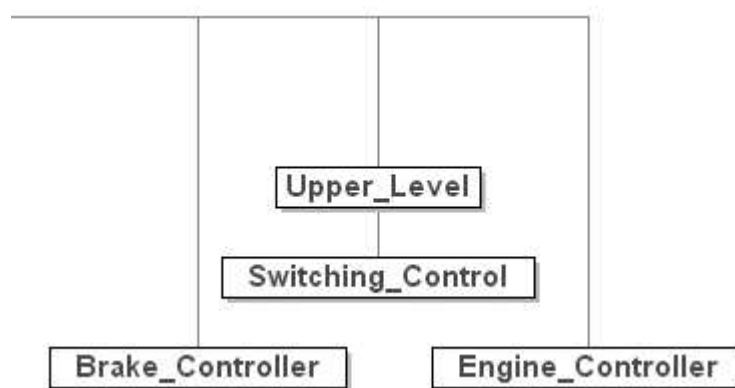 Upper_Level
Switching_Control
Brake_Controller
Engine_Controller